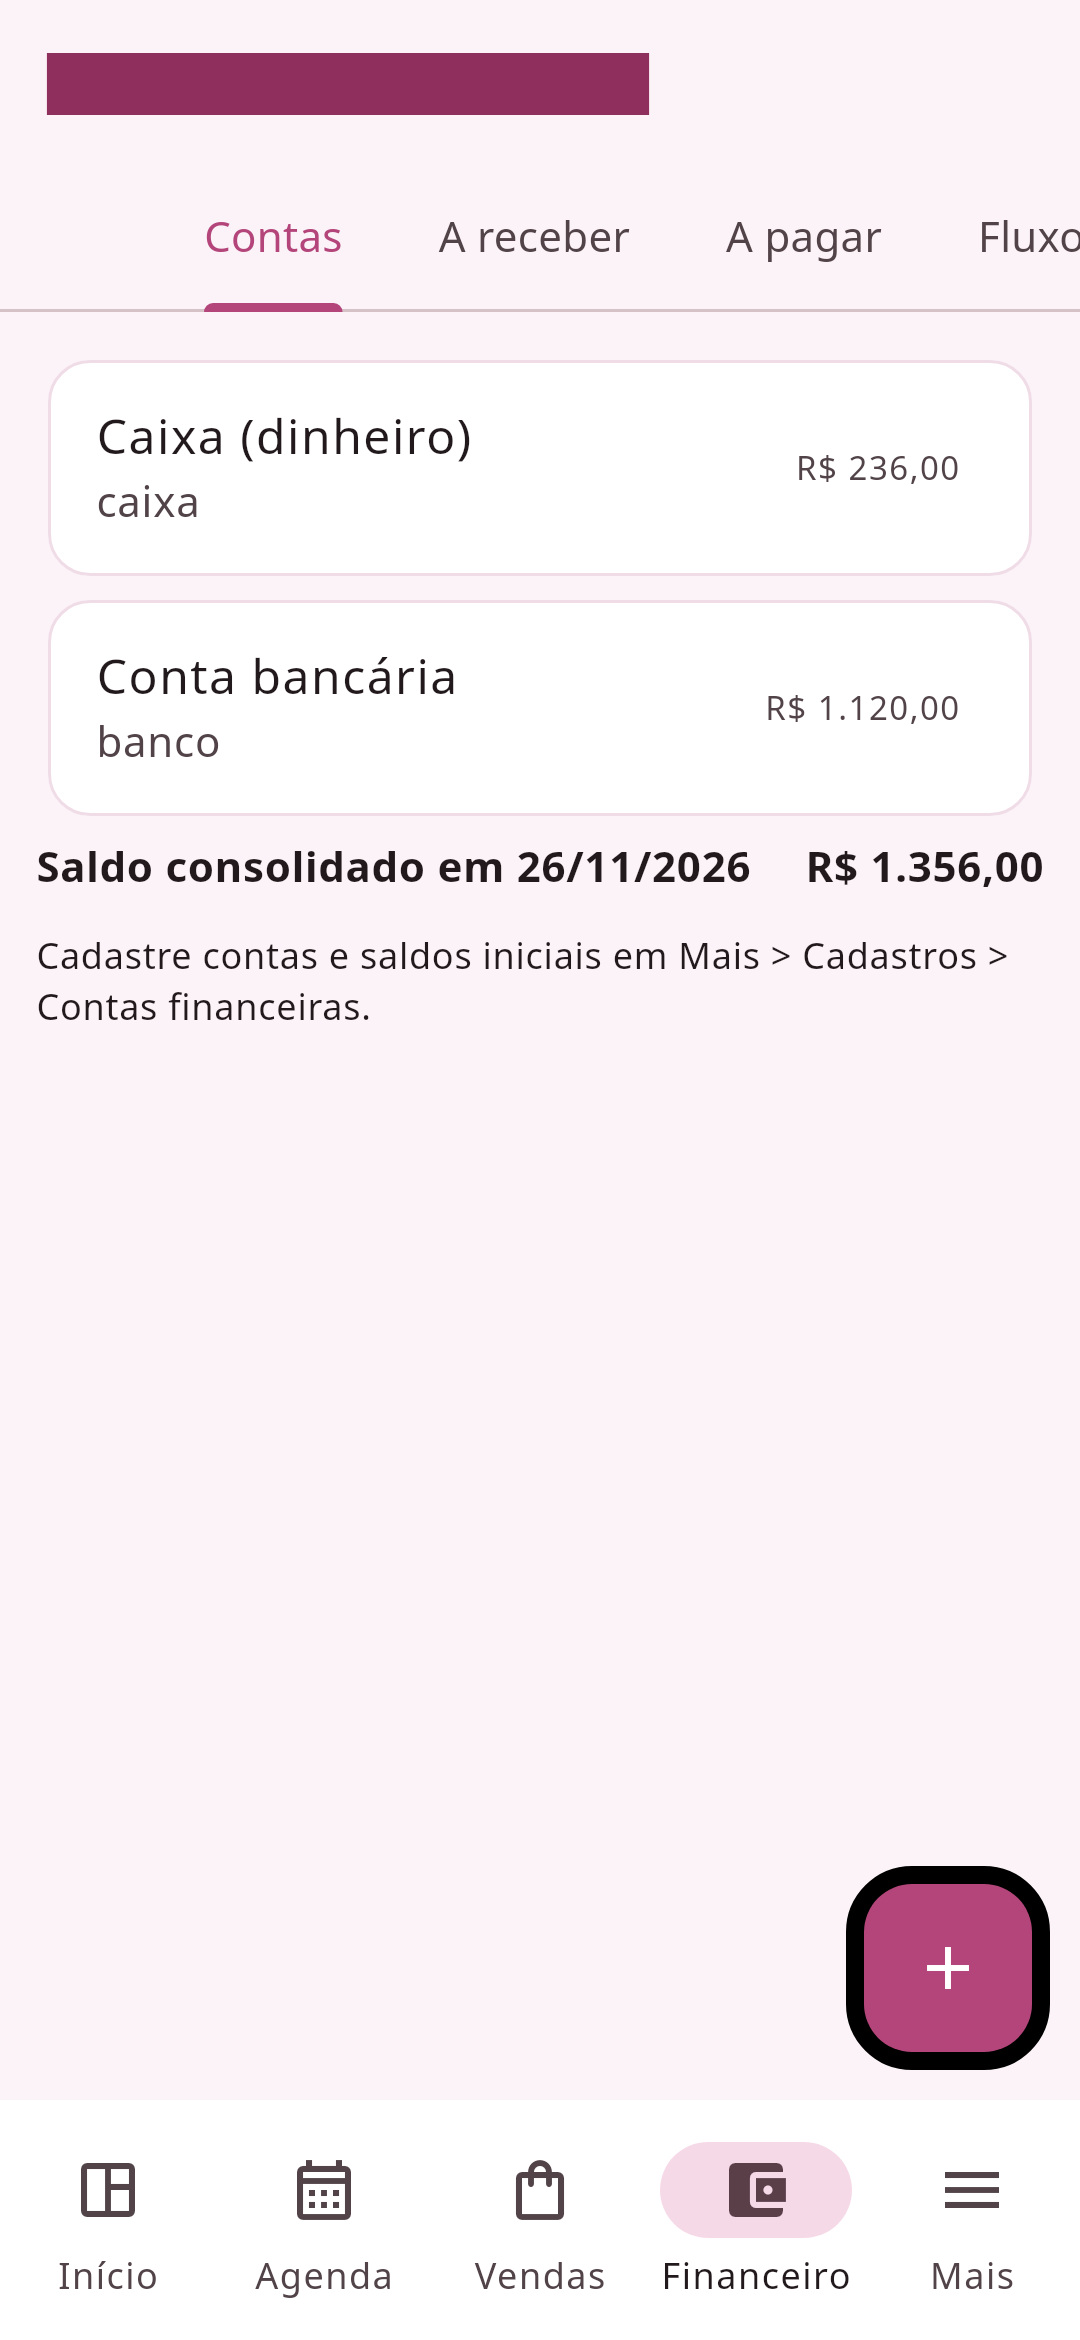 Contas A receber A pagar Fluxo
Caixa (dinheiro)
caixa
R$ 236,00
Conta bancária
banco
R$ 1.120,00
Saldo consolidado em 26/11/2026 R$ 1.356,00
Cadastre contas e saldos iniciais em Mais > Cadastros >
Contas financeiras.
Início Agenda Vendas Financeiro Mais